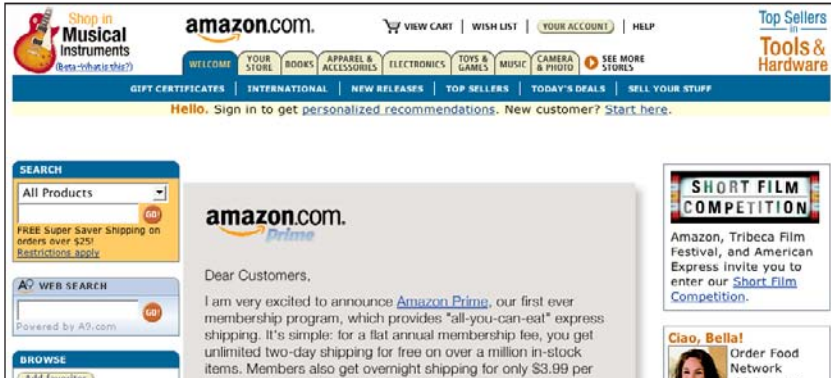 Shop in
Musical
Instruments
(Beta-What is this?)
amazon.com.
VIEW CART | WISH LIST | YOUR ACCOUNT | HELP
Top Sellers
in
Tools &
Hardware
WELCOME
YOUR STORE
BOOKS
APPAREL & ACCESSORIES
ELECTRONICS
TOYS & GAMES
MUSIC
CAMERA & PHOTO
SEE MORE STORES
GIFT CERTIFICATES | INTERNATIONAL | NEW RELEASES | TOP SELLERS | TODAY'S DEALS | SELL YOUR STUFF
Hello. Sign in to get personalized recommendations. New customer? Start here.
SEARCH
All Products
GO!
FREE Super Saver Shipping on
orders over $25!
Restrictions apply
A9 WEB SEARCH
GO!
Powered by A9.com
BROWSE
Add favorites
amazon.com.
Prime
Dear Customers,
I am very excited to announce Amazon Prime, our first ever
membership program, which provides "all-you-can-eat" express
shipping. It's simple: for a flat annual membership fee, you get
unlimited two-day shipping for free on over a million in-stock
items. Members also get overnight shipping for only $3.99 per
SHORT FILM
COMPETITION
Amazon, Tribeca Film
Festival, and American
Express invite you to
enter our Short Film
Competition.
Ciao, Bella!
Order Food
Network